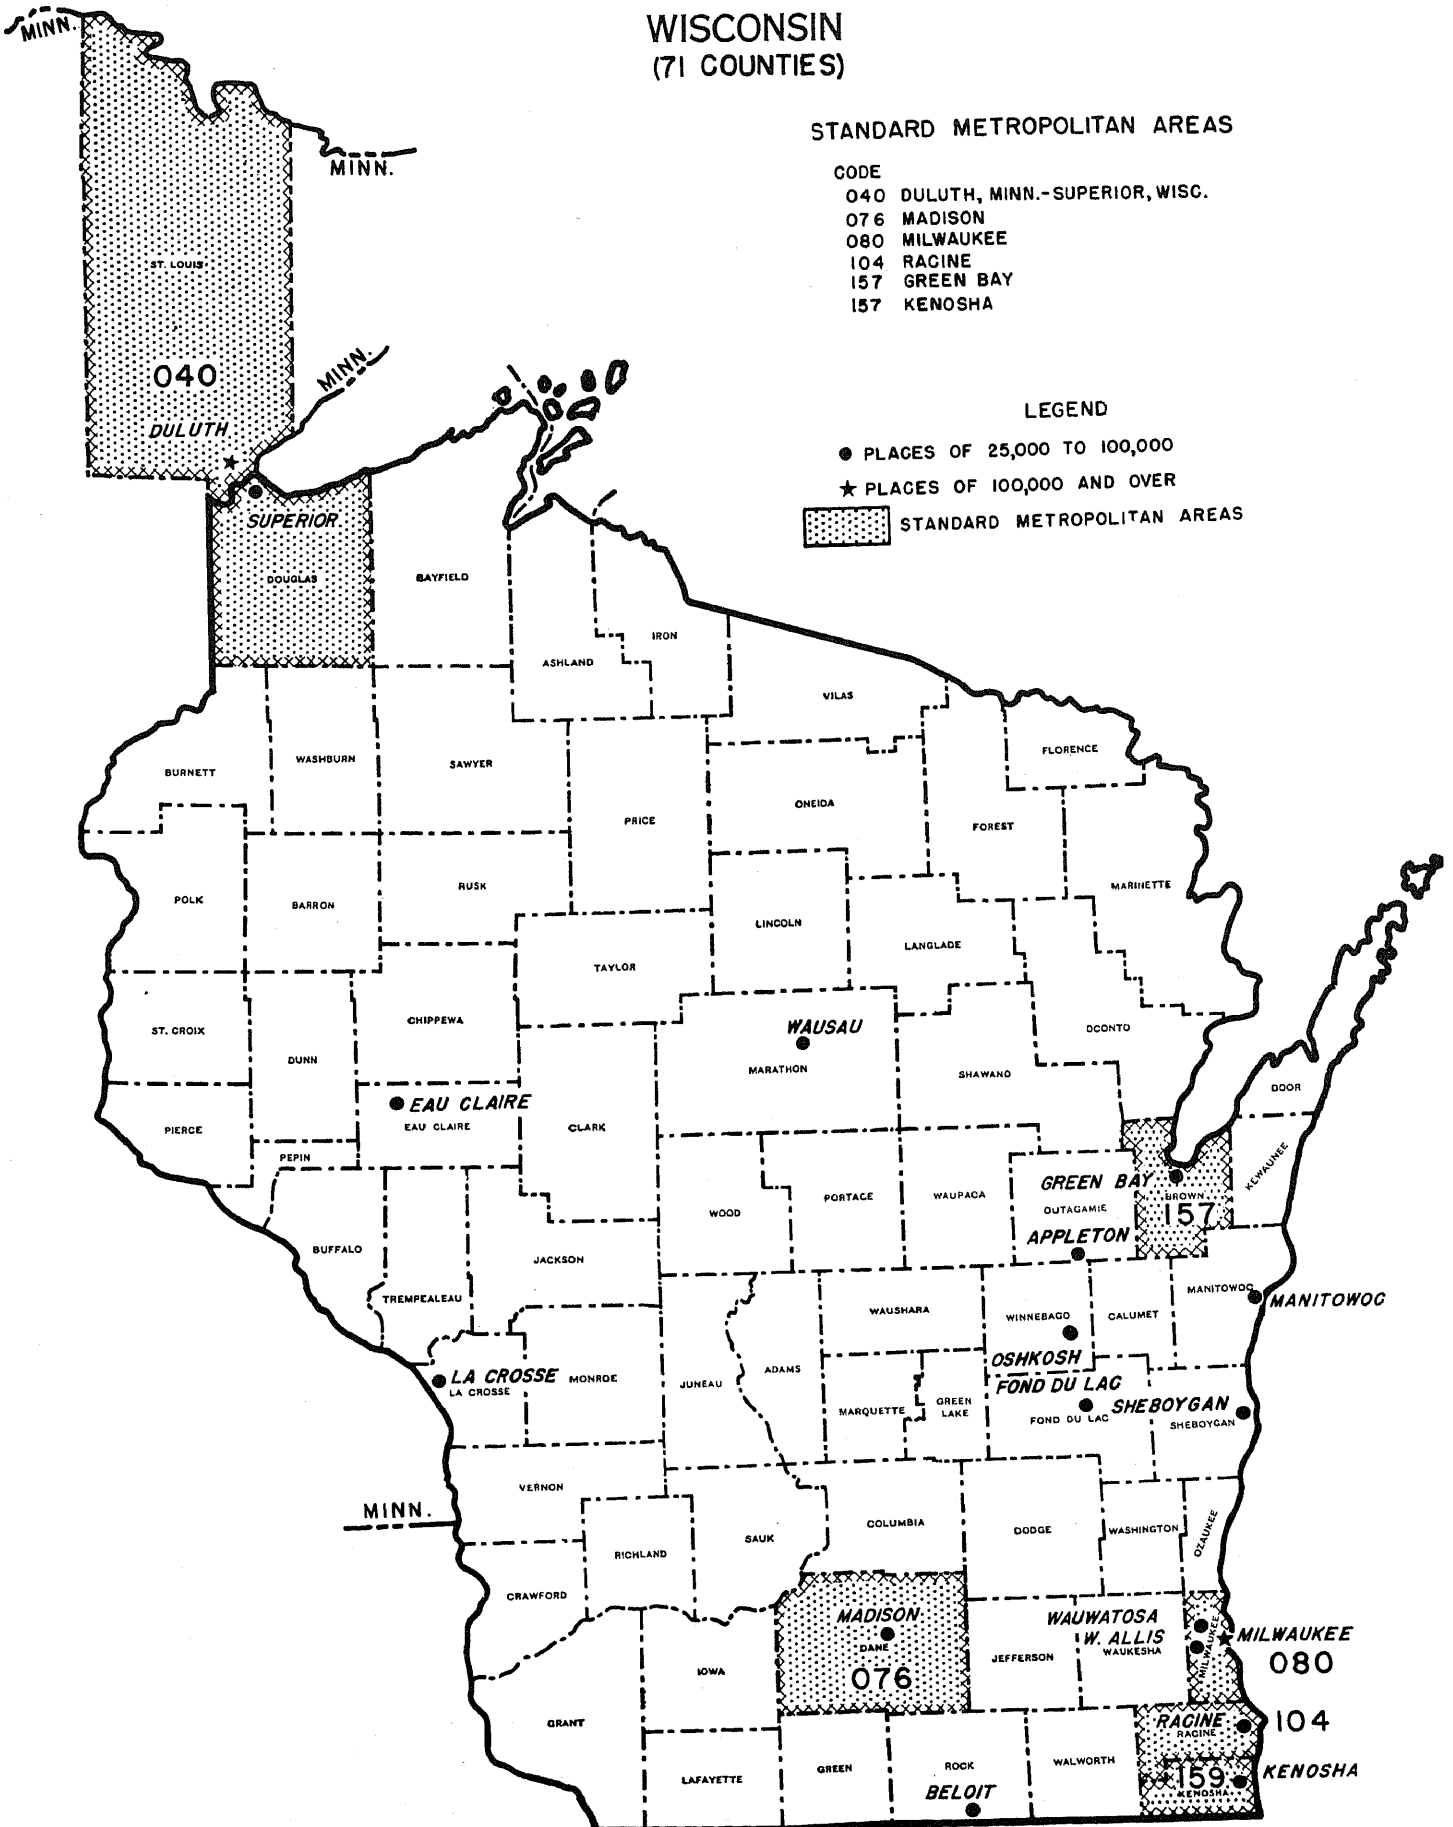 WISCONSIN
(71 COUNTIES)
STANDARD METROPOLITAN AREAS
CODE
040 DULUTH, MINN.-SUPERIOR, WISC.
076 MADISON
080 MILWAUKEE
104 RACINE
157 GREEN BAY
157 KENOSHA
LEGEND
PLACES OF 25,000 TO 100,000
PLACES OF 100,000 AND OVER
STANDARD METROPOLITAN AREAS
MINN.
MINN.
ST. LOUIS
040
MINN.
DULUTH
SUPERIOR
DOUGLAS
BAYFIELD
ASHLAND
IRON
VILAS
BURNETT
WASHBURN
SAWYER
FLORENCE
PRICE
ONEIDA
FOREST
POLK
BARRON
RUSK
MARINETTE
LINCOLN
LANGLADE
TAYLOR
ST. CROIX
CHIPPEWA
WAUSAU
OCONTO
DUNN
MARATHON
SHAWANO
DOOR
EAU CLAIRE
EAU CLAIRE
PIERCE
CLARK
PEPIN
KEWAUNEE
GREEN BAY
BROWN
157
WOOD
PORTAGE
WAUPACA
OUTAGAMIE
APPLETON
BUFFALO
JACKSON
TREMPEALEAU
WAUSHARA
WINNEBAGO
CALUMET
MANITOWOC
MANITOWOC
OSHKOSH
LA CROSSE
LA CROSSE
MONROE
JUNEAU
ADAMS
MARQUETTE
GREEN
LAKE
FOND DU LAC
FOND DU LAC
SHEBOYGAN
SHEBOYGAN
VERNON
MINN.
RICHLAND
SAUK
COLUMBIA
DODGE
WASHINGTON
OZAUKEE
CRAWFORD
MADISON
DANE
076
JEFFERSON
WAUWATOSA
W. ALLIS
WAUKESHA
MILWAUKEE
MILWAUKEE
080
IOWA
GRANT
RACINE
RACINE
104
LAFAYETTE
GREEN
ROCK
BELOIT
WALWORTH
159
KENOSHA
KENOSHA